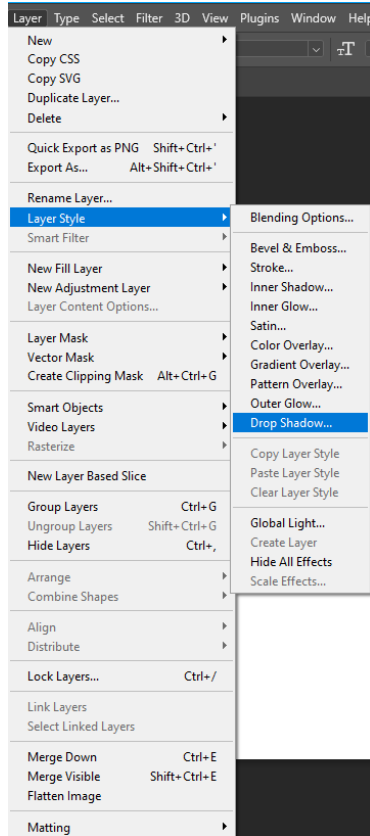 Layer Type Select Filter 3D View Plugins Window Help
New
Copy CSS
Copy SVG
Duplicate Layer...
Delete
Quick Export as PNG Shift+Ctrl+'
Export As... Alt+Shift+Ctrl+'
Rename Layer...
Layer Style
Smart Filter
New Fill Layer
New Adjustment Layer
Layer Content Options...
Layer Mask
Vector Mask
Create Clipping Mask Alt+Ctrl+G
Smart Objects
Video Layers
Rasterize
New Layer Based Slice
Group Layers Ctrl+G
Ungroup Layers Shift+Ctrl+G
Hide Layers Ctrl+,
Arrange
Combine Shapes
Align
Distribute
Lock Layers... Ctrl+/
Link Layers
Select Linked Layers
Merge Down Ctrl+E
Merge Visible Shift+Ctrl+E
Flatten Image
Matting
Blending Options...
Bevel & Emboss...
Stroke...
Inner Shadow...
Inner Glow...
Satin...
Color Overlay...
Gradient Overlay...
Pattern Overlay...
Outer Glow...
Drop Shadow...
Copy Layer Style
Paste Layer Style
Clear Layer Style
Global Light...
Create Layer
Hide All Effects
Scale Effects...
TT